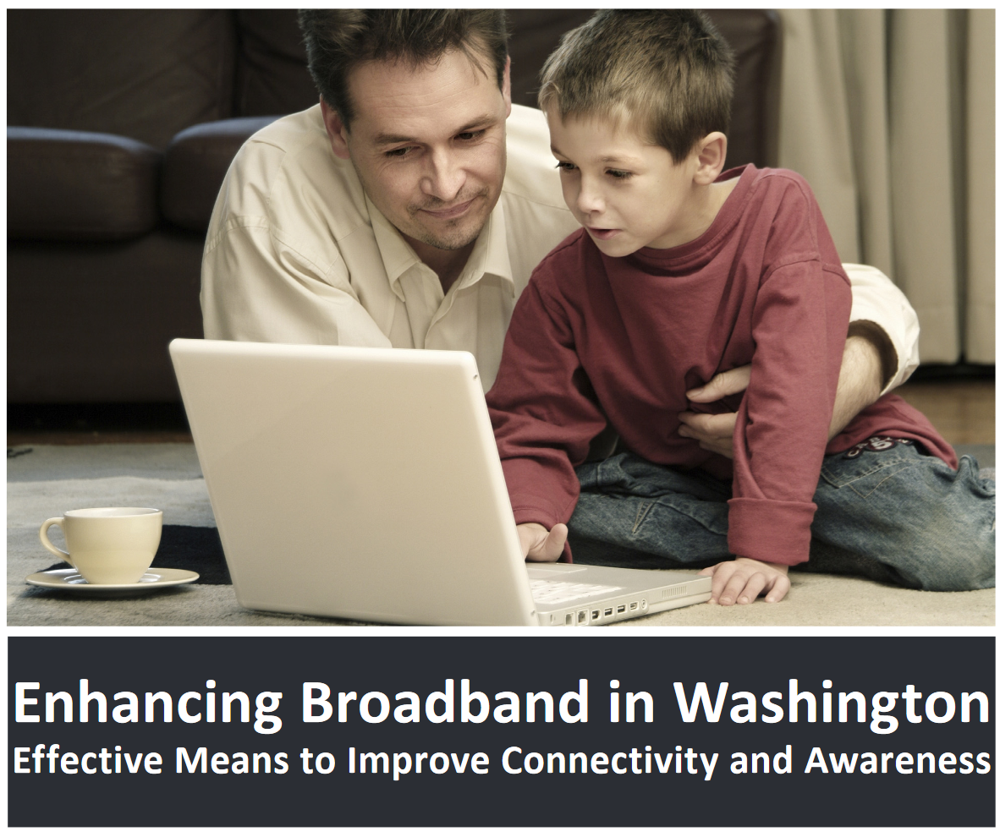 Enhancing Broadband in Washington
Effective Means to Improve Connectivity and Awareness